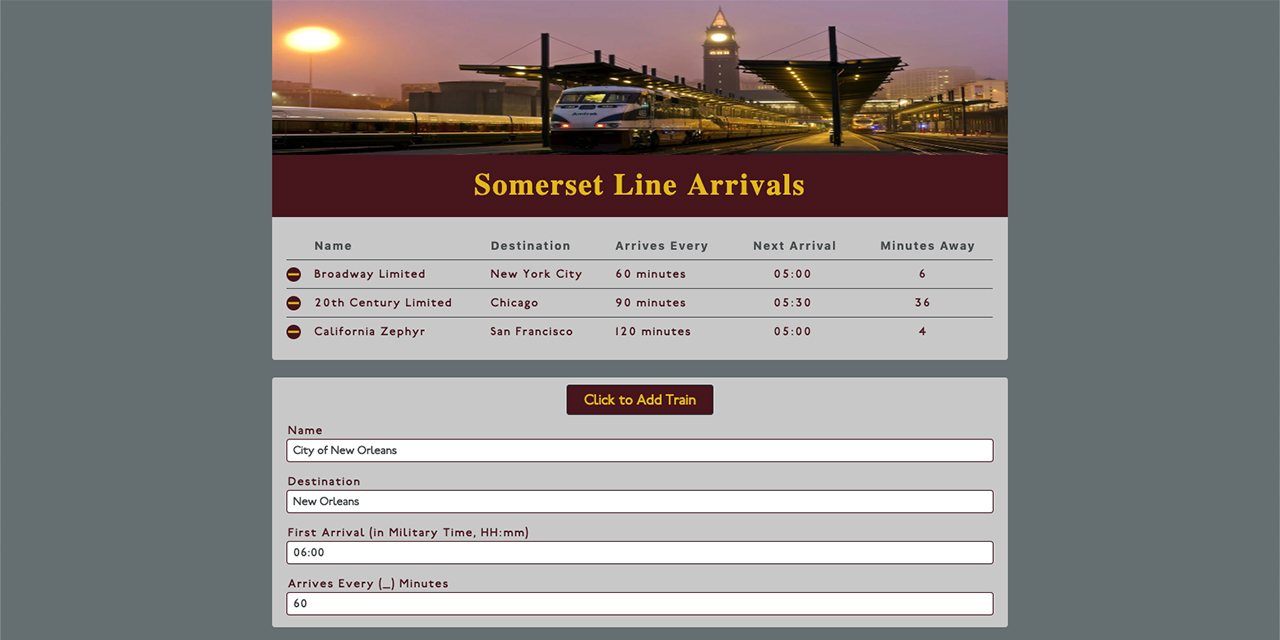 Amtrak
Somerset Line Arrivals
Name Destination Arrives Every Next Arrival Minutes Away
Broadway Limited New York City 60 minutes 05:00 6
20th Century Limited Chicago 90 minutes 05:30 36
California Zephyr San Francisco 120 minutes 05:00 4
Click to Add Train
Name
City of New Orleans
Destination
New Orleans
First Arrival (in Military Time, HH:mm)
06:00
Arrives Every (_) Minutes
60